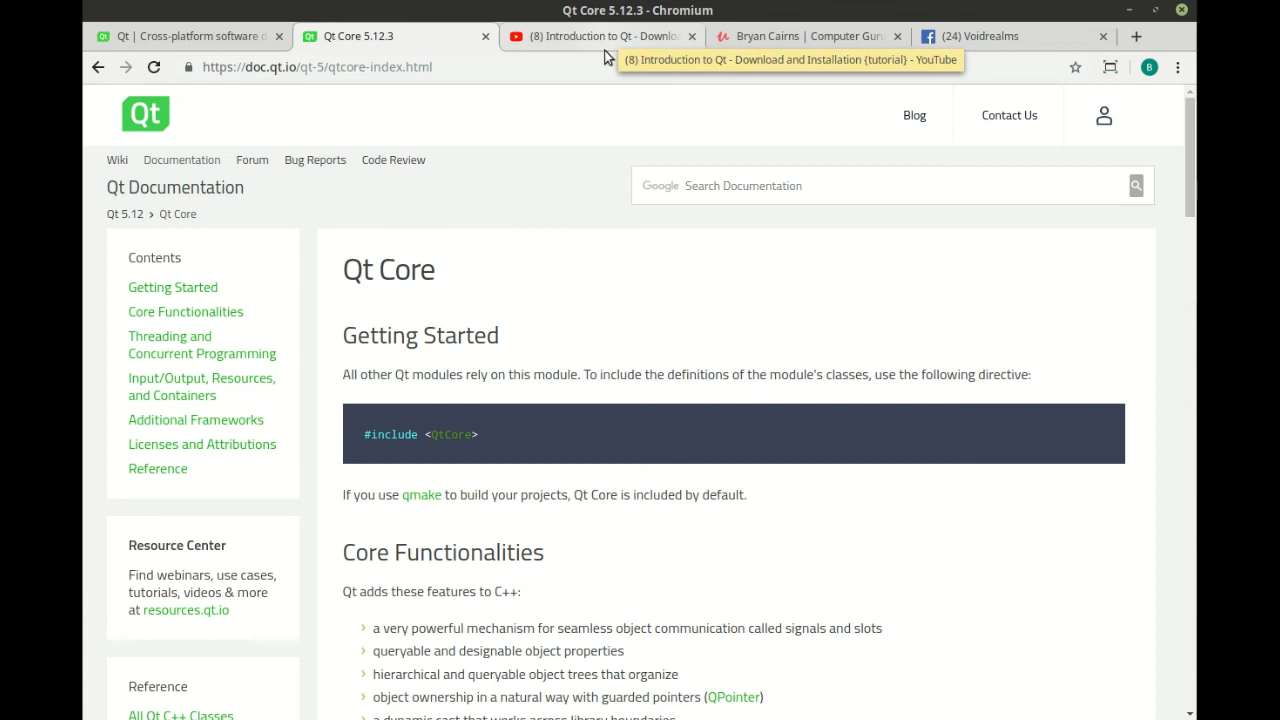 Qt Core 5.12.3 - Chromium
Qt | Cross-platform software d
Qt Core 5.12.3
(8) Introduction to Qt - Downlo
Bryan Cairns | Computer Guru
(24) Voidrealms
https://doc.qt.io/qt-5/qtcore-index.html
(8) Introduction to Qt - Download and Installation {tutorial} - YouTube
B
Qt
Blog
Contact Us
Wiki Documentation Forum Bug Reports Code Review
Qt Documentation
Google Search Documentation
Qt 5.12 › Qt Core
Contents
Getting Started
Core Functionalities
Threading and
Concurrent Programming
Input/Output, Resources,
and Containers
Additional Frameworks
Licenses and Attributions
Reference
Resource Center
Find webinars, use cases,
tutorials, videos & more
at resources.qt.io
Reference
All Qt C++ Classes
Qt Core
Getting Started
All other Qt modules rely on this module. To include the definitions of the module's classes, use the following directive:
#include <QtCore>
If you use qmake to build your projects, Qt Core is included by default.
Core Functionalities
Qt adds these features to C++:
› a very powerful mechanism for seamless object communication called signals and slots
› queryable and designable object properties
› hierarchical and queryable object trees that organize
› object ownership in a natural way with guarded pointers (QPointer)
› a dynamic cast that works across library boundaries